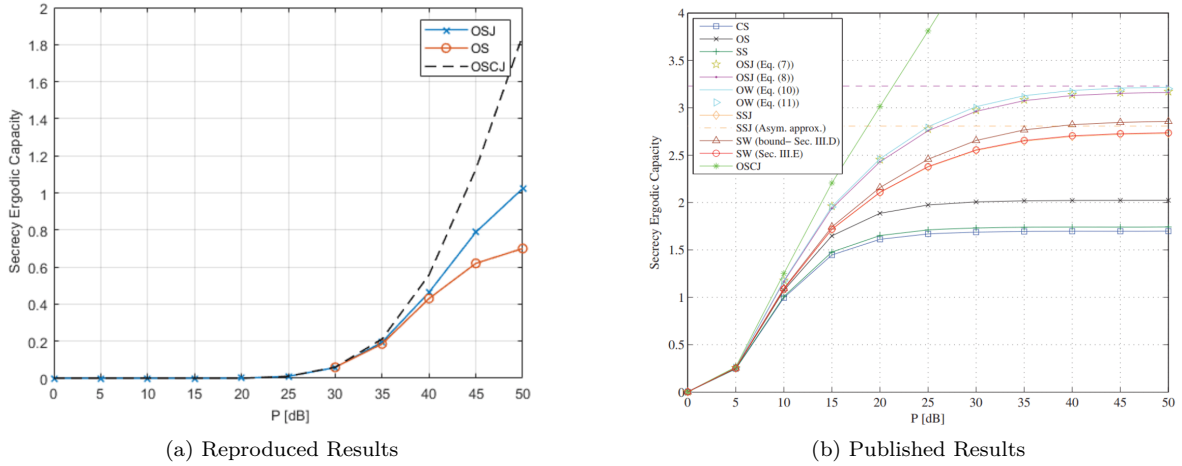 2
1.8
1.6
1.4
1.2
1
0.8
0.6
0.4
0.2
0
Secrecy Ergodic Capacity
OSJ
OS
OSCJ
0 5 10 15 20 25 30 35 40 45 50
P [dB]
(a) Reproduced Results
4
3.5
3
2.5
2
1.5
1
0.5
0
Secrecy Ergodic Capacity
CS
OS
SS
OSJ (Eq. (7))
OSJ (Eq. (8))
OW (Eq. (10))
OW (Eq. (11))
SSJ
SSJ (Asym. approx.)
SW (bound– Sec. III.D)
SW (Sec. III.E)
OSCJ
0 5 10 15 20 25 30 35 40 45 50
P [dB]
(b) Published Results